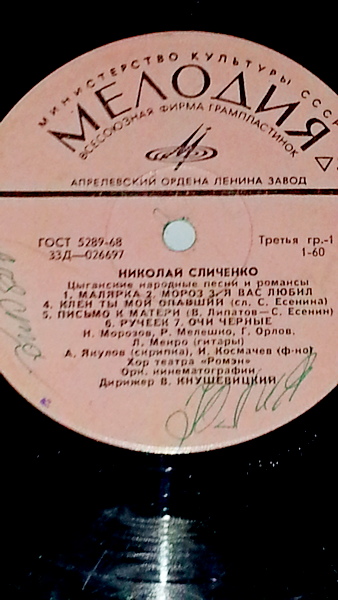 МИНИСТЕРСТВО КУЛЬТУРЫ СССР
МЕЛОДИЯ
ВСЕСОЮЗНАЯ ФИРМА ГРАМПЛАСТИНОК
АПРЕЛЕВСКИЙ ОРДЕНА ЛЕНИНА ЗАВОД
ГОСТ 5289-68 Третья гр.-1
33Д—026697 1-60
НИКОЛАЙ СЛИЧЕНКО
Цыганские народные песни и романсы
1. МАЛЯРКА 2. МОРОЗ 3. Я ВАС ЛЮБИЛ
4. КЛЕН ТЫ МОЙ ОПАВШИЙ (сл. С. Есенина)
5. ПИСЬМО К МАТЕРИ (В. Липатов—С. Есенин)
6. РУЧЕЕК 7. ОЧИ ЧЕРНЫЕ
Н. Морозов, Р. Мелешко, Г. Орлов,
Л. Мендро (гитары)
А. Якулов (скрипка), И. Космачев (ф-но)
Хор театра «Ромэн»
Орк. кинематографии
Дирижер В. КНУШЕВИЦКИЙ